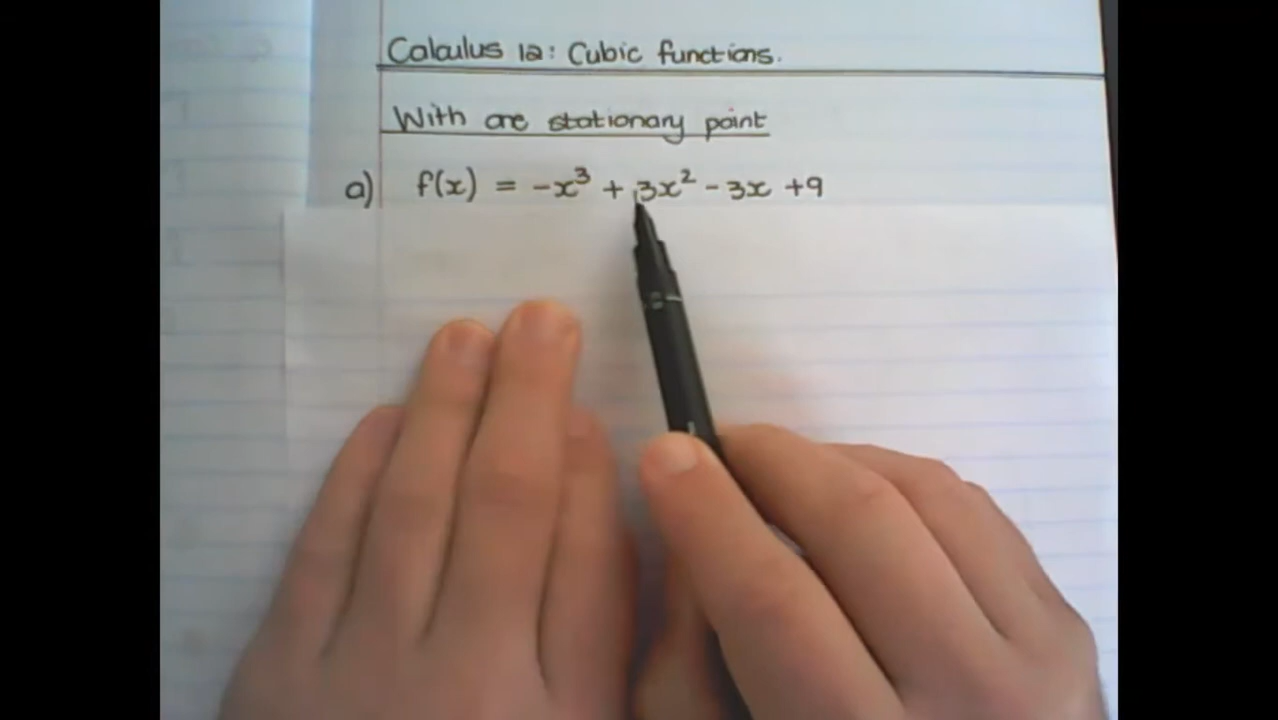 Calculus 12: Cubic functions.
With one stationary point
a) f(x) = -x³ + 3x² - 3x + 9